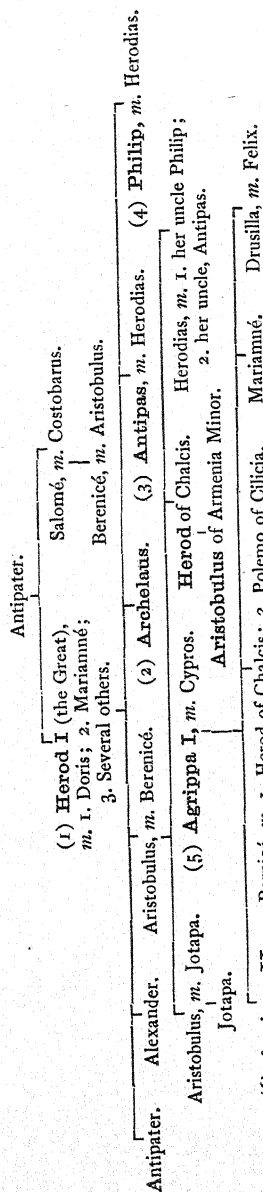 Antipater.
(1) Herod I (the Great), Salomé, m. Costobarus.
m. 1. Doris; 2. Mariamné;
3. Several others. Berenicé, m. Aristobulus.
Antipater. Alexander. Aristobulus, m. Berenicé. (2) Archelaus. (3) Antipas, m. Herodias. (4) Philip, m. Herodias.
Aristobulus, m. Jotapa. (5) Agrippa I, m. Cypros. Herod of Chalcis. Herodias, m. 1. her uncle Philip;
2. her uncle, Antipas.
Jotapa. Aristobulus of Armenia Minor.
m. 1. Herod of Chalcis; 2. Polemo of Cilicia. Mariamné. Drusilla, m. Felix.